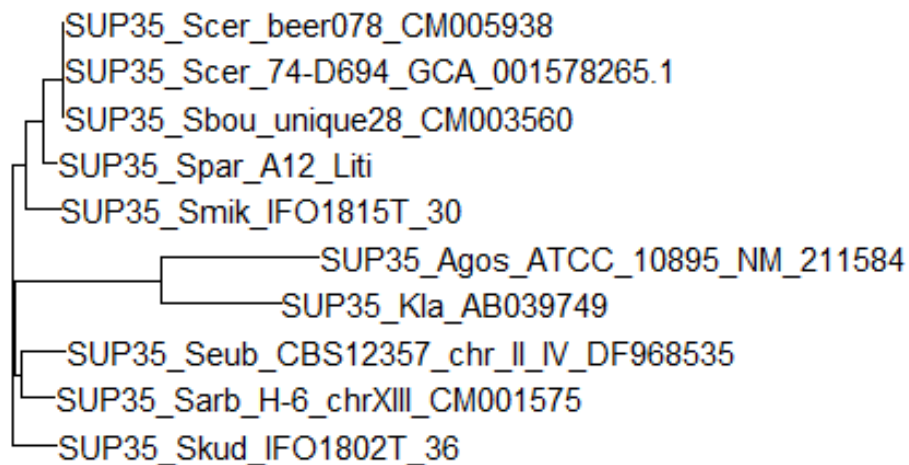 SUP35_Scer_beer078_CM005938
SUP35_Scer_74-D694_GCA_001578265.1
SUP35_Sbou_unique28_CM003560
SUP35_Spar_A12_Liti
SUP35_Smik_IFO1815T_30
SUP35_Agos_ATCC_10895_NM_211584
SUP35_Kla_AB039749
SUP35_Seub_CBS12357_chr_II_IV_DF968535
SUP35_Sarb_H-6_chrXIII_CM001575
SUP35_Skud_IFO1802T_36